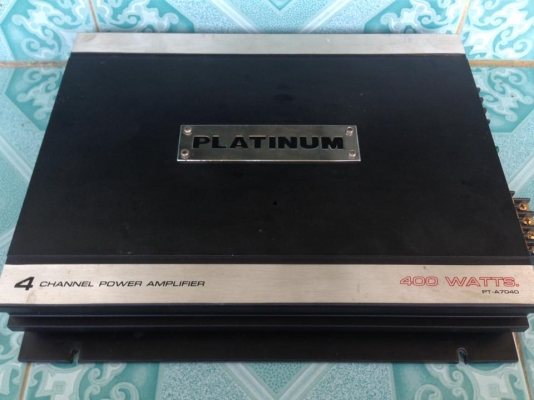 PLATINUM
4 CHANNEL POWER AMPLIFIER
400 WATTS.
PT-A7040